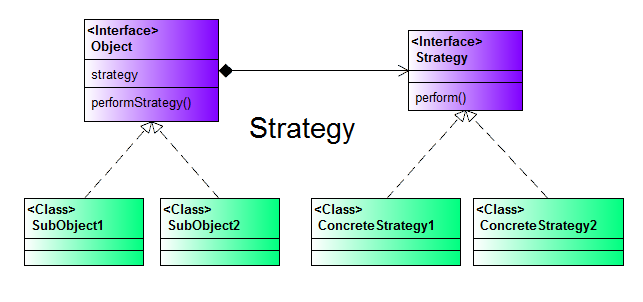 <Interface>
Object
strategy
performStrategy()
<Interface>
Strategy
perform()
Strategy
<Class>
SubObject1
<Class>
SubObject2
<Class>
ConcreteStrategy1
<Class>
ConcreteStrategy2